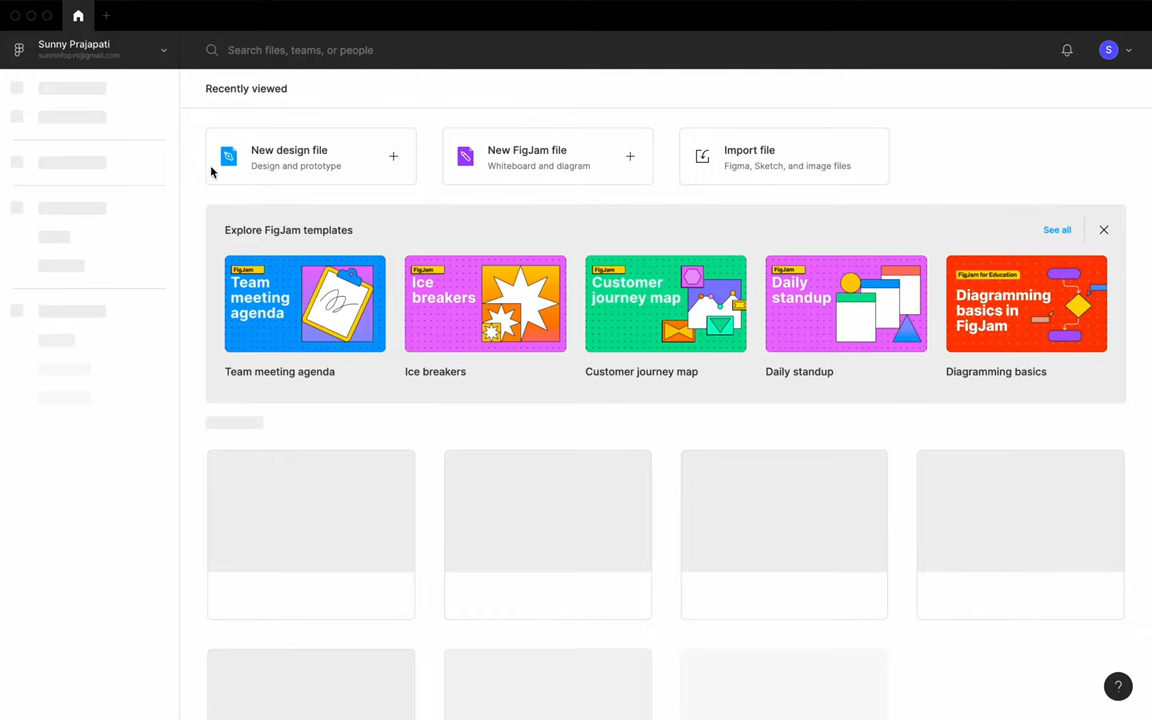 Sunny Prajapati
sunninfopvt@gmail.com
Search files, teams, or people
S
Recently viewed
New design file
Design and prototype
New FigJam file
Whiteboard and diagram
Import file
Figma, Sketch, and image files
Explore FigJam templates
See all
FigJam
Team
meeting
agenda
FigJam
Ice
breakers
FigJam
Customer
journey map
FigJam
Daily
standup
FigJam for Education
Diagramming
basics in
FigJam
Team meeting agenda
Ice breakers
Customer journey map
Daily standup
Diagramming basics
?